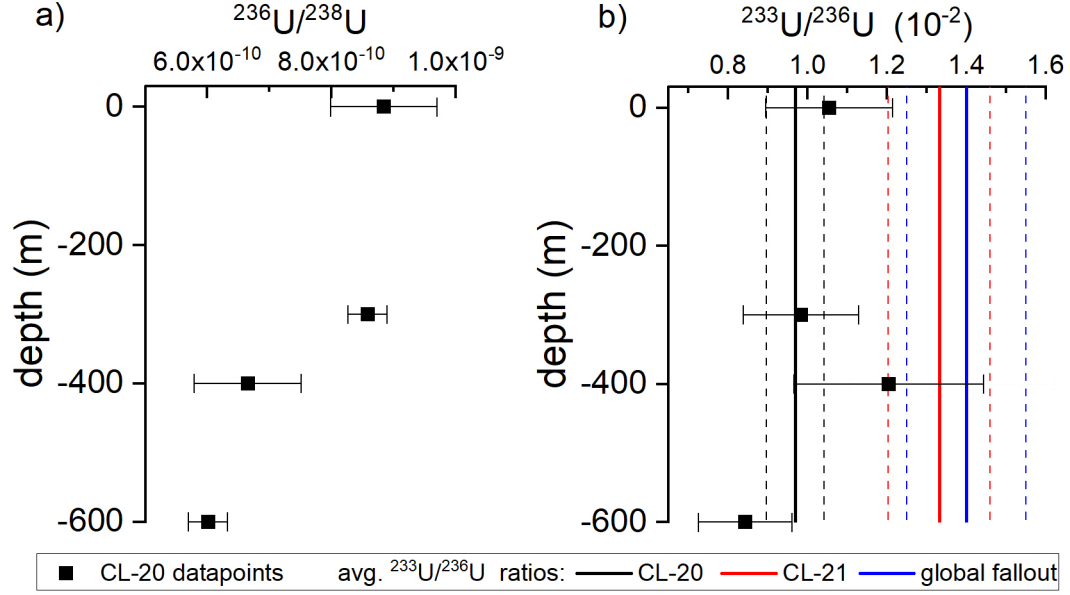 a) ²³⁶U/²³⁸U
6.0x10⁻¹⁰ 8.0x10⁻¹⁰ 1.0x10⁻⁹
0
-200
-400
-600
depth (m)
b) ²³³U/²³⁶U (10⁻²)
0.8 1.0 1.2 1.4 1.6
0
-200
-400
-600
depth (m)
CL-20 datapoints avg. ²³³U/²³⁶U ratios: CL-20 CL-21 global fallout